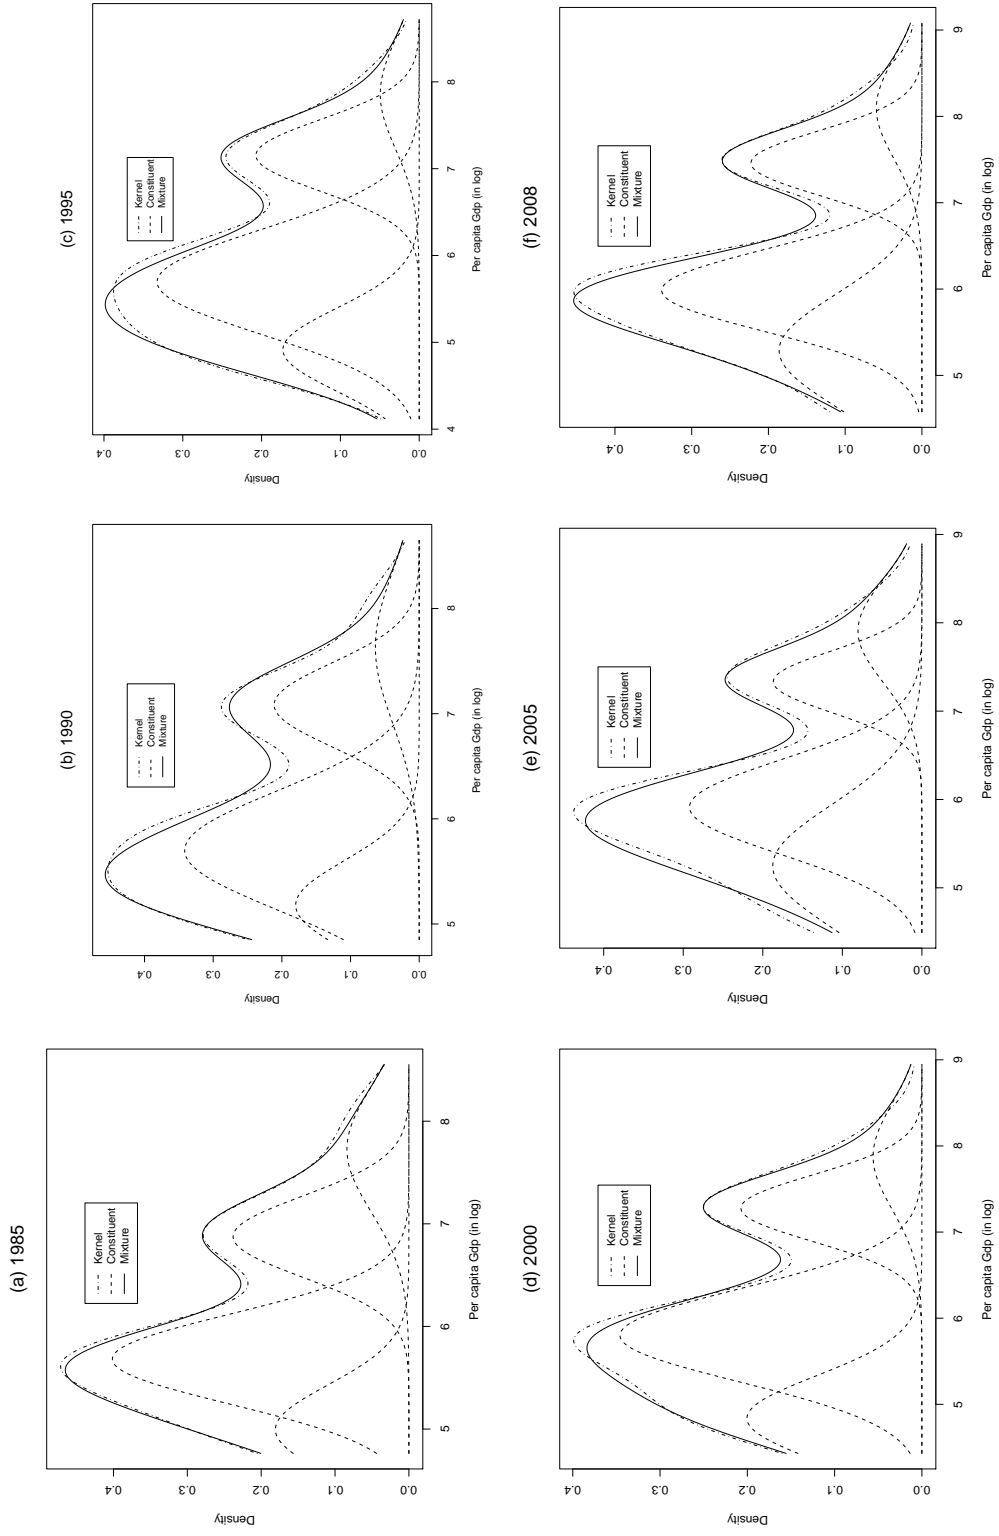 (a) 1985
Density
0.0
0.1
0.2
0.3
0.4
Kernel
Constituent
Mixture
5
6
7
8
Per capita Gdp (in log)
(b) 1990
Density
0.0
0.1
0.2
0.3
0.4
Kernel
Constituent
Mixture
5
6
7
8
Per capita Gdp (in log)
(c) 1995
Density
0.0
0.1
0.2
0.3
0.4
Kernel
Constituent
Mixture
4
5
6
7
8
Per capita Gdp (in log)
(d) 2000
Density
0.0
0.1
0.2
0.3
0.4
Kernel
Constituent
Mixture
5
6
7
8
9
Per capita Gdp (in log)
(e) 2005
Density
0.0
0.1
0.2
0.3
0.4
Kernel
Constituent
Mixture
5
6
7
8
9
Per capita Gdp (in log)
(f) 2008
Density
0.0
0.1
0.2
0.3
0.4
Kernel
Constituent
Mixture
5
6
7
8
9
Per capita Gdp (in log)